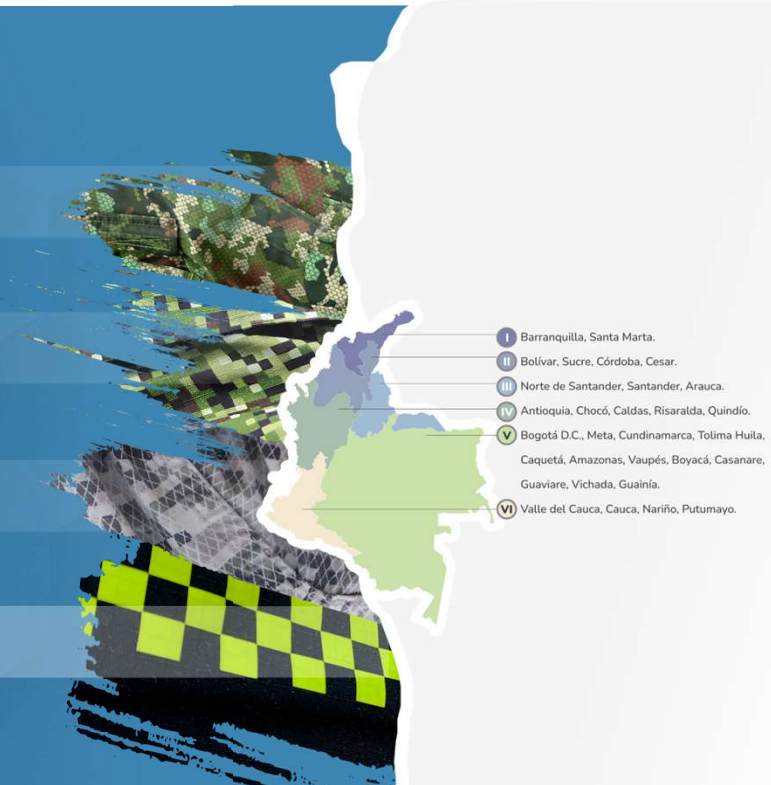 I Barranquilla, Santa Marta.
II Bolívar, Sucre, Córdoba, Cesar.
III Norte de Santander, Santander, Arauca.
IV Antioquia, Chocó, Caldas, Risaralda, Quindío.
V Bogotá D.C., Meta, Cundinamarca, Tolima Huila,
Caquetá, Amazonas, Vaupés, Boyacá, Casanare,
Guaviare, Vichada, Guainía.
VI Valle del Cauca, Cauca, Nariño, Putumayo.